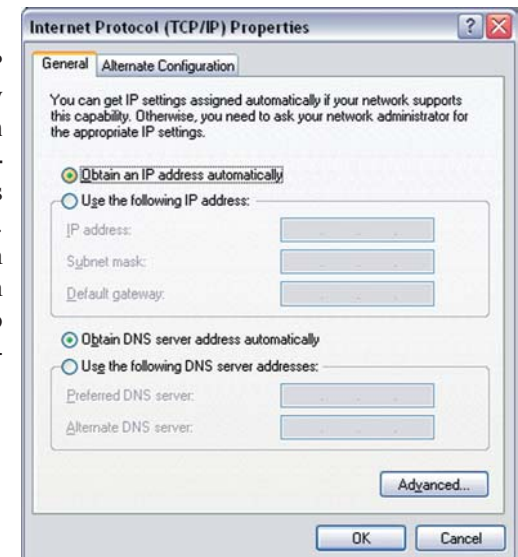 Internet Protocol (TCP/IP) Properties
General Alternate Configuration
You can get IP settings assigned automatically if your network supports
this capability. Otherwise, you need to ask your network administrator for
the appropriate IP settings.
Obtain an IP address automatically
Use the following IP address:
IP address:
Subnet mask:
Default gateway:
Obtain DNS server address automatically
Use the following DNS server addresses:
Preferred DNS server:
Alternate DNS server:
Advanced...
OK Cancel